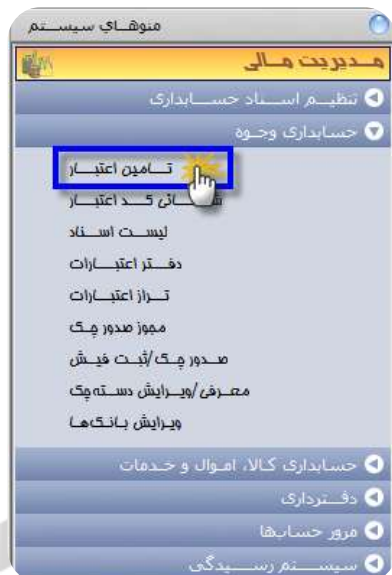 منوهای سیستم
مدیریت مالی
تنظیم اسناد حسابداری
حسابداری وجوه
تامین اعتبار
کد اعتبار
لیست اسناد
دفتر اعتبارات
تراز اعتبارات
مجوز صدور چک
صدور چک/ثبت فیش
معرفی/ویرایش دسته چک
ویرایش بانک‌ها
حسابداری کالا، اموال و خدمات
دفترداری
مرور حسابها
سیستم رسیدگی